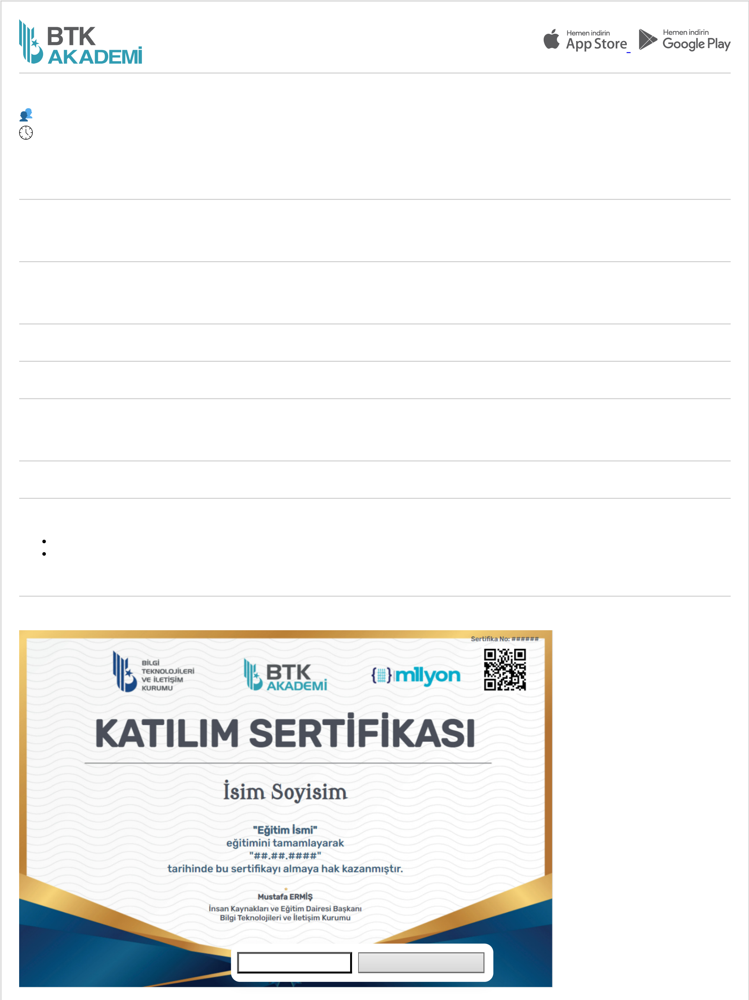 BTK
AKADEMİ
Hemen indirin
App Store
Hemen indirin
Google Play
Sertifika No: ######
BİLGİ
TEKNOLOJİLERİ
VE İLETİŞİM
KURUMU
BTK
AKADEMİ
m1lyon
KATILIM SERTİFİKASI
İsim Soyisim
"Eğitim İsmi"
eğitimini tamamlayarak
"##.##.####"
tarihinde bu sertifikayı almaya hak kazanmıştır.
Mustafa ERMİŞ
İnsan Kaynakları ve Eğitim Dairesi Başkanı
Bilgi Teknolojileri ve İletişim Kurumu